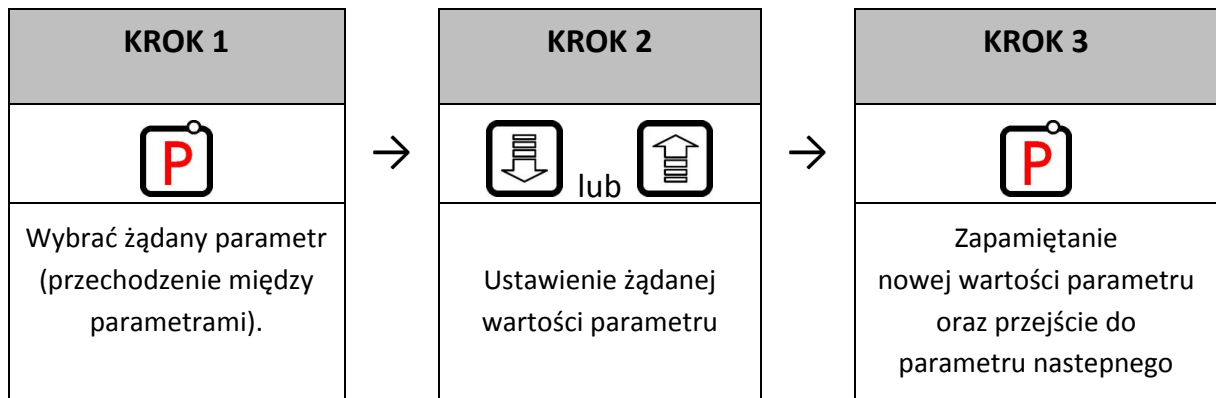 KROK 1
P
Wybrać żądany parametr
(przechodzenie między
parametrami).
→
KROK 2
lub
Ustawienie żądanej
wartości parametru
→
KROK 3
P
Zapamiętanie
nowej wartości parametru
oraz przejście do
parametru nastepnego